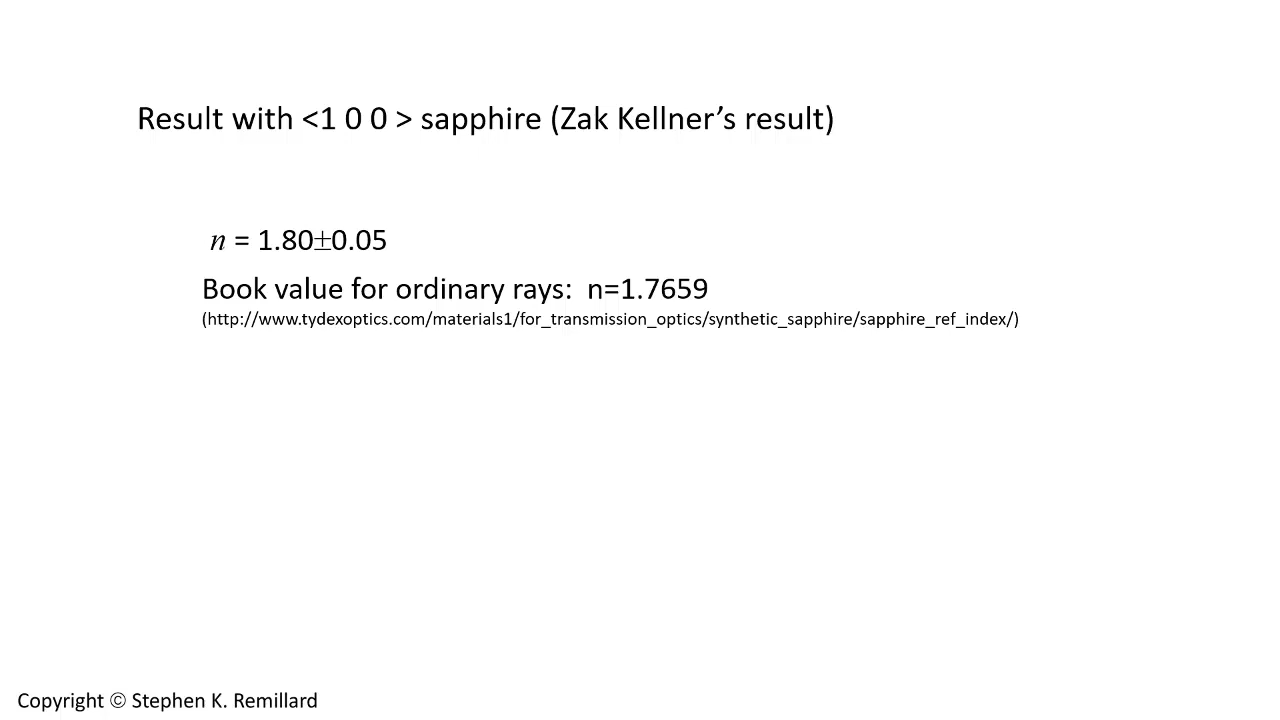 Result with <1 0 0 > sapphire (Zak Kellner’s result)
n = 1.80±0.05
Book value for ordinary rays:  n=1.7659
(http://www.tydexoptics.com/materials1/for_transmission_optics/synthetic_sapphire/sapphire_ref_index/)
Copyright © Stephen K. Remillard